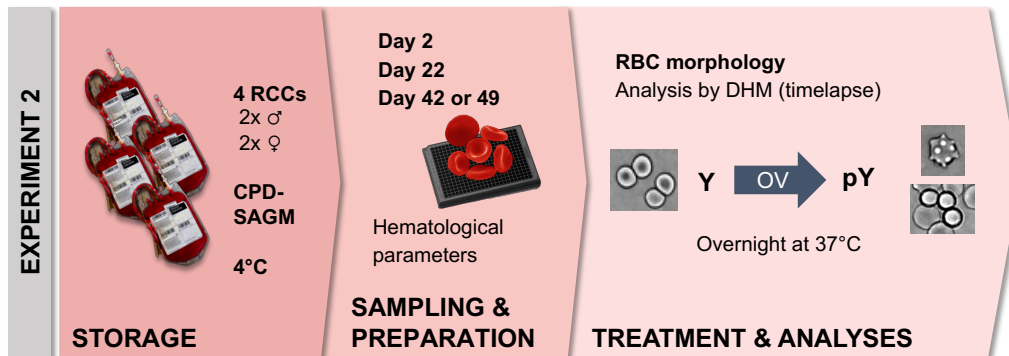 EXPERIMENT 2
4 RCCs
2x ♂
2x ♀
CPD-
SAGM
4°C
STORAGE
Day 2
Day 22
Day 42 or 49
Hematological
parameters
SAMPLING &
PREPARATION
RBC morphology
Analysis by DHM (timelapse)
Y
OV
pY
Overnight at 37°C
TREATMENT & ANALYSES